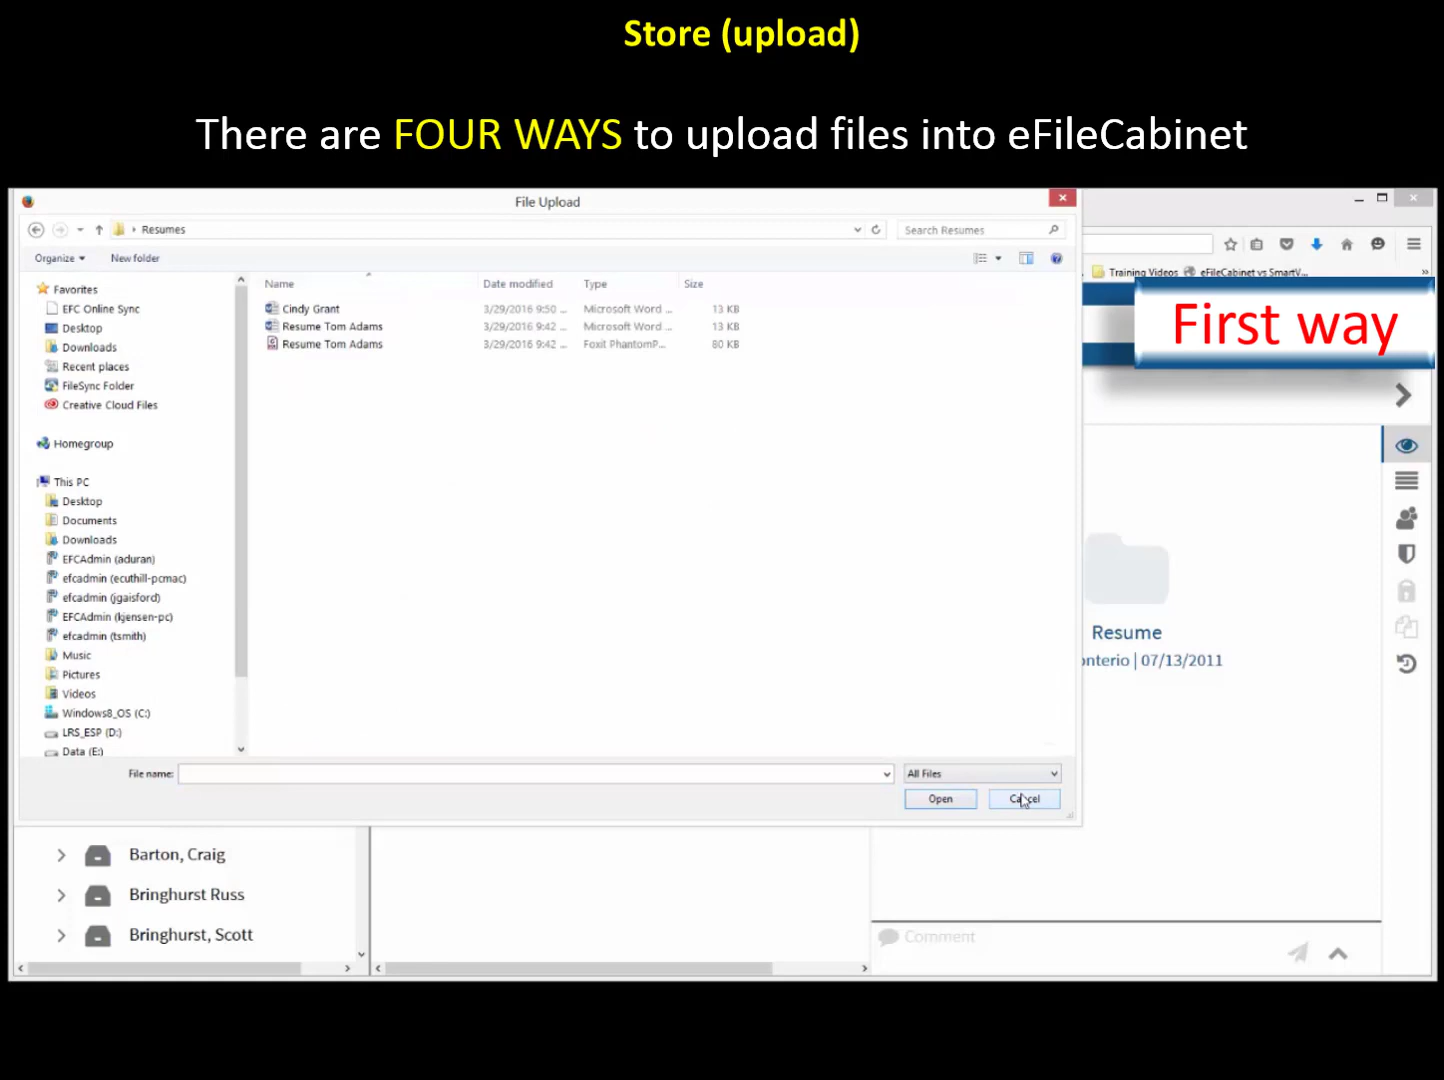 Store (upload)
There are FOUR WAYS to upload files into eFileCabinet
File Upload
Resumes
Search Resumes
Organize
New folder
Training Videos
eFileCabinet vs SmartV...
First way
Name
Date modified
Type
Size
Cindy Grant
3/29/2016 9:50 ...
Microsoft Word ...
13 KB
Resume Tom Adams
3/29/2016 9:42 ...
Microsoft Word ...
13 KB
Resume Tom Adams
3/29/2016 9:42 ...
Foxit PhantomP...
80 KB
Favorites
EFC Online Sync
Desktop
Downloads
Recent places
FileSync Folder
Creative Cloud Files
Homegroup
This PC
Desktop
Documents
Downloads
EFCAdmin (aduran)
efcadmin (ecuthill-pcmac)
efcadmin (jgaisford)
EFCAdmin (kjensen-pc)
efcadmin (tsmith)
Music
Pictures
Videos
Windows8_OS (C:)
LRS_ESP (D:)
Data (E:)
Resume
onterio | 07/13/2011
File name:
All Files
Open
Cancel
Barton, Craig
Bringhurst Russ
Bringhurst, Scott
Comment